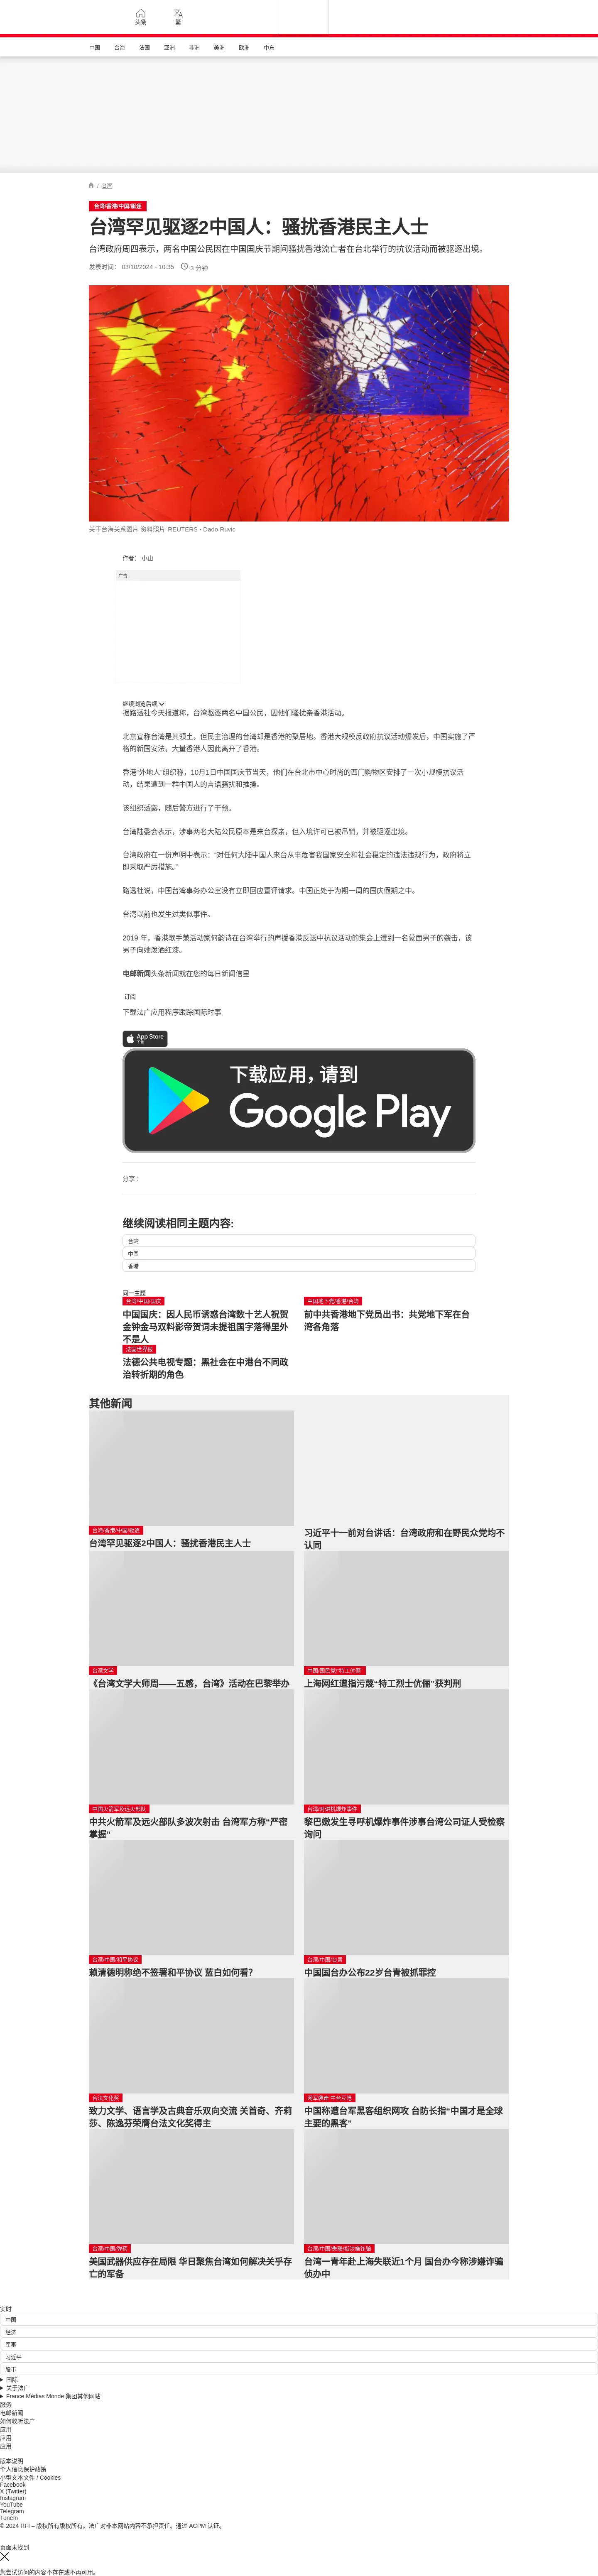 头条
繁
中国 台海 法国 亚洲 非洲 美洲 欧洲 中东
/ 台湾
台湾/香港/中国/驱逐
台湾罕见驱逐2中国人：骚扰香港民主人士
台湾政府周四表示，两名中国公民因在中国国庆节期间骚扰香港流亡者在台北举行的抗议活动而被驱逐出境。
发表时间： 03/10/2024 - 10:35 3 分钟
关于台海关系图片 资料照片 REUTERS - Dado Ruvic
作者： 小山
广告
继续浏览后续
据路透社今天报道称，台湾驱逐两名中国公民，因他们骚扰亲香港活动。
北京宣称台湾是其领土，但民主治理的台湾却是香港的聚居地。香港大规模反政府抗议活动爆发后，中国实施了严
格的新国安法，大量香港人因此离开了香港。
香港“外地人”组织称，10月1日中国国庆节当天，他们在台北市中心时尚的西门购物区安排了一次小规模抗议活
动，结果遭到一群中国人的言语骚扰和推搡。
该组织透露，随后警方进行了干预。
台湾陆委会表示，涉事两名大陆公民原本是来台探亲，但入境许可已被吊销，并被驱逐出境。
台湾政府在一份声明中表示：“对任何大陆中国人来台从事危害我国家安全和社会稳定的违法违规行为，政府将立
即采取严厉措施。”
路透社说，中国台湾事务办公室没有立即回应置评请求。中国正处于为期一周的国庆假期之中。
台湾以前也发生过类似事件。
2019 年，香港歌手兼活动家何韵诗在台湾举行的声援香港反送中抗议活动的集会上遭到一名蒙面男子的袭击，该
男子向她泼洒红漆。
电邮新闻头条新闻就在您的每日新闻信里
订阅
下载法广应用程序跟踪国际时事
App Store
下载
下载应用，请到
Google Play
分享 :
继续阅读相同主题内容:
台湾
中国
香港
同一主题
台湾/中国/国庆
中国国庆：因人民币诱惑台湾数十艺人祝贺
金钟金马双料影帝贺词未提祖国字落得里外
不是人
中国地下党/香港/台湾
前中共香港地下党员出书：共党地下军在台
湾各角落
法国世界报
法德公共电视专题：黑社会在中港台不同政
治转折期的角色
其他新闻
台湾/香港/中国/驱逐
台湾罕见驱逐2中国人：骚扰香港民主人士
习近平十一前对台讲话：台湾政府和在野民众党均不
认同
台湾文学
《台湾文学大师周——五感，台湾》活动在巴黎举办
中国/国民党/“特工伉俪”
上海网红遭指污蔑“特工烈士伉俪”获判刑
中国火箭军及远火部队
中共火箭军及远火部队多波次射击 台湾军方称“严密
掌握”
台湾/对讲机爆炸事件
黎巴嫩发生寻呼机爆炸事件涉事台湾公司证人受检察
询问
台湾/中国/和平协议
赖清德明称绝不签署和平协议 蓝白如何看?
台湾/中国/台青
中国国台办公布22岁台青被抓罪控
台法文化奖
致力文学、语言学及古典音乐双向交流 关首奇、齐莉
莎、陈逸芬荣膺台法文化奖得主
网军袭击 中台互呛
中国称遭台军黑客组织网攻 台防长指“中国才是全球
主要的黑客”
台湾/中国/弹药
美国武器供应存在局限 华日聚焦台湾如何解决关乎存
亡的军备
台湾/中国/失联/指涉嫌诈骗
台湾一青年赴上海失联近1个月 国台办今称涉嫌诈骗
侦办中
实时
中国
经济
军事
习近平
股市
国际
关于法广
France Médias Monde 集团其他网站
服务
电邮新闻
如何收听法广
应用
应用
应用
版本说明
个人信息保护政策
小型文本文件 / Cookies
Facebook
X (Twitter)
Instagram
YouTube
Telegram
TuneIn
© 2024 RFI – 版权所有版权所有。法广对非本网站内容不承担责任。通过 ACPM 认证。
页面未找到
您尝试访问的内容不存在或不再可用。